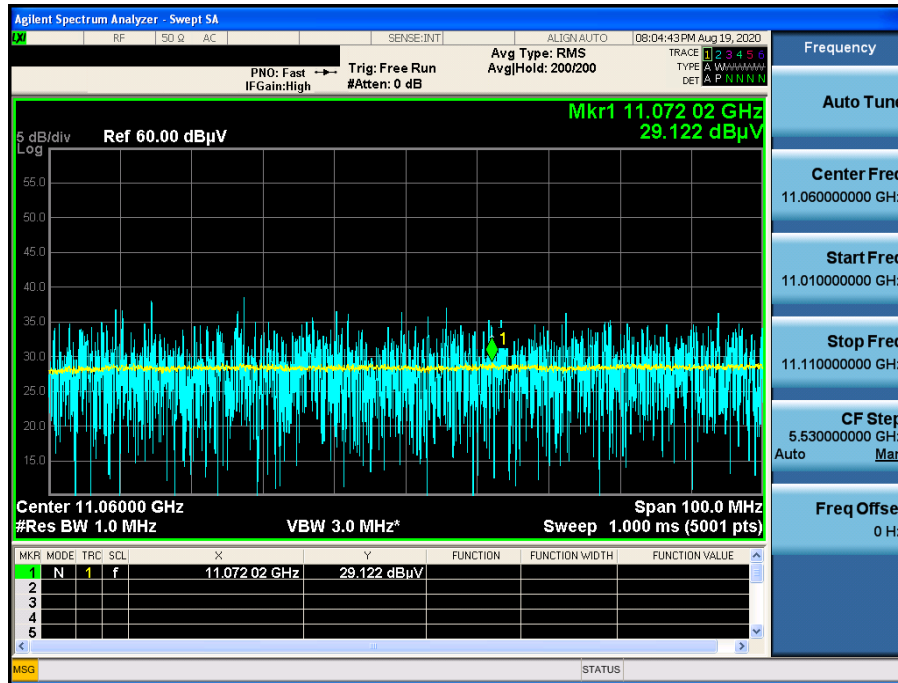 Agilent Spectrum Analyzer - Swept SA
LXI RF 50 Ω AC SENSE:INT ALIGN AUTO 08:04:43 PM Aug 19, 2020
PNO: Fast Trig: Free Run Avg Type: RMS TRACE 1 2 3 4 5 6
IFGain:High #Atten: 0 dB Avg|Hold: 200/200 TYPE A WWWWW
DET A P N N N N
Mkr1 11.072 02 GHz
5 dB/div Ref 60.00 dBµV 29.122 dBµV
Log
55.0
50.0
45.0
40.0
35.0
1
30.0
25.0
20.0
15.0
Center 11.06000 GHz Span 100.0 MHz
#Res BW 1.0 MHz VBW 3.0 MHz* Sweep 1.000 ms (5001 pts)
MKR MODE TRC SCL X Y FUNCTION FUNCTION WIDTH FUNCTION VALUE
1 N 1 f 11.072 02 GHz 29.122 dBµV
2
3
4
5
MSG STATUS
Frequency
Auto Tune
Center Freq
11.060000000 GHz
Start Freq
11.010000000 GHz
Stop Freq
11.110000000 GHz
CF Step
5.530000000 GHz
Auto Man
Freq Offset
0 Hz